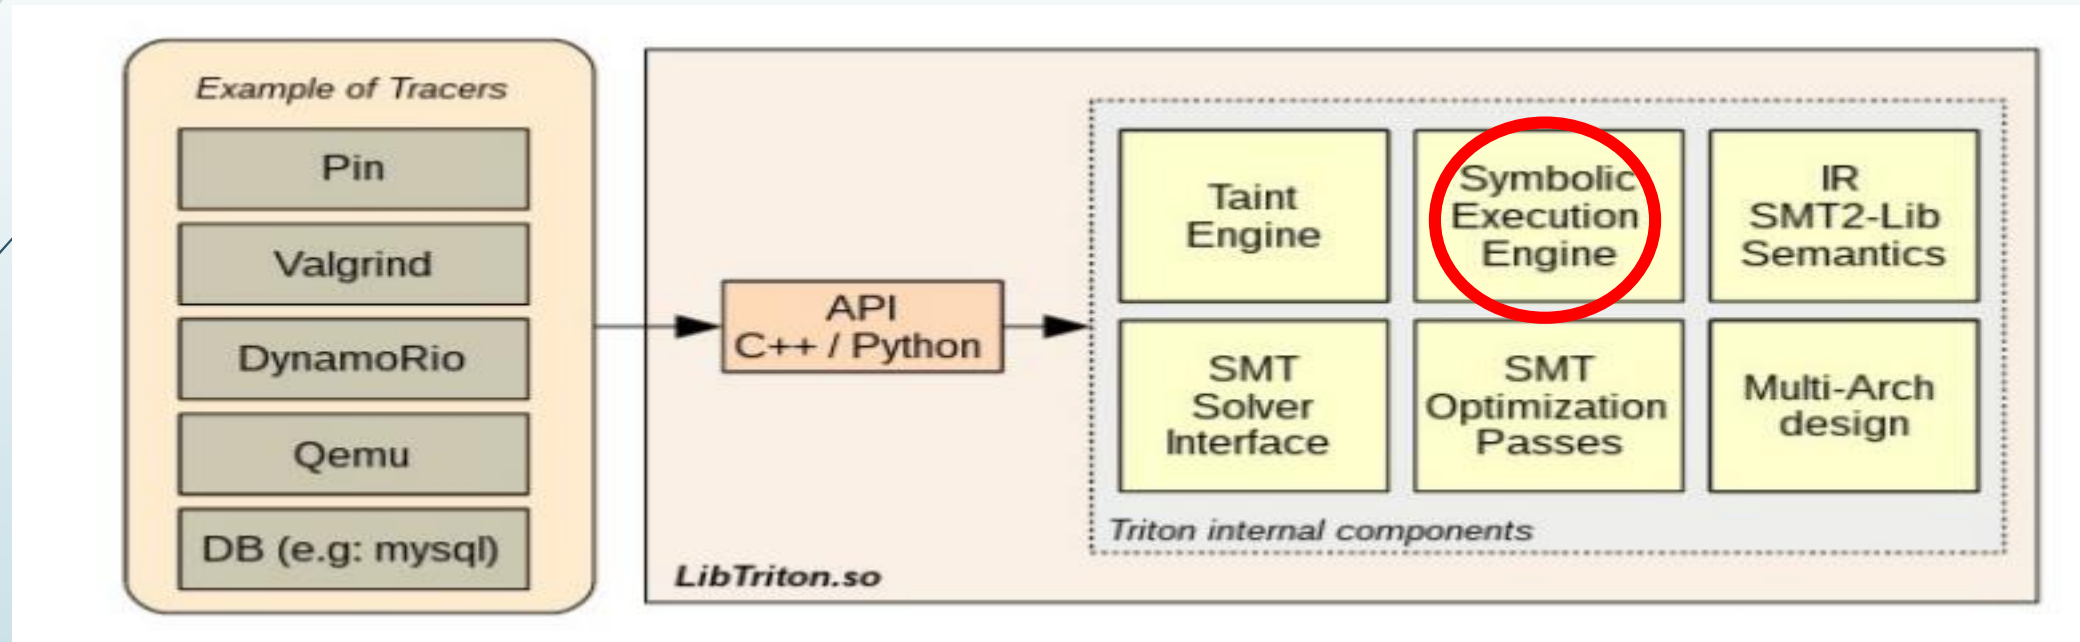 Example of Tracers
Pin
Valgrind
DynamoRio
Qemu
DB (e.g: mysql)
API
C++ / Python
Taint
Engine
Symbolic
Execution
Engine
IR
SMT2-Lib
Semantics
SMT
Solver
Interface
SMT
Optimization
Passes
Multi-Arch
design
Triton internal components
LibTriton.so